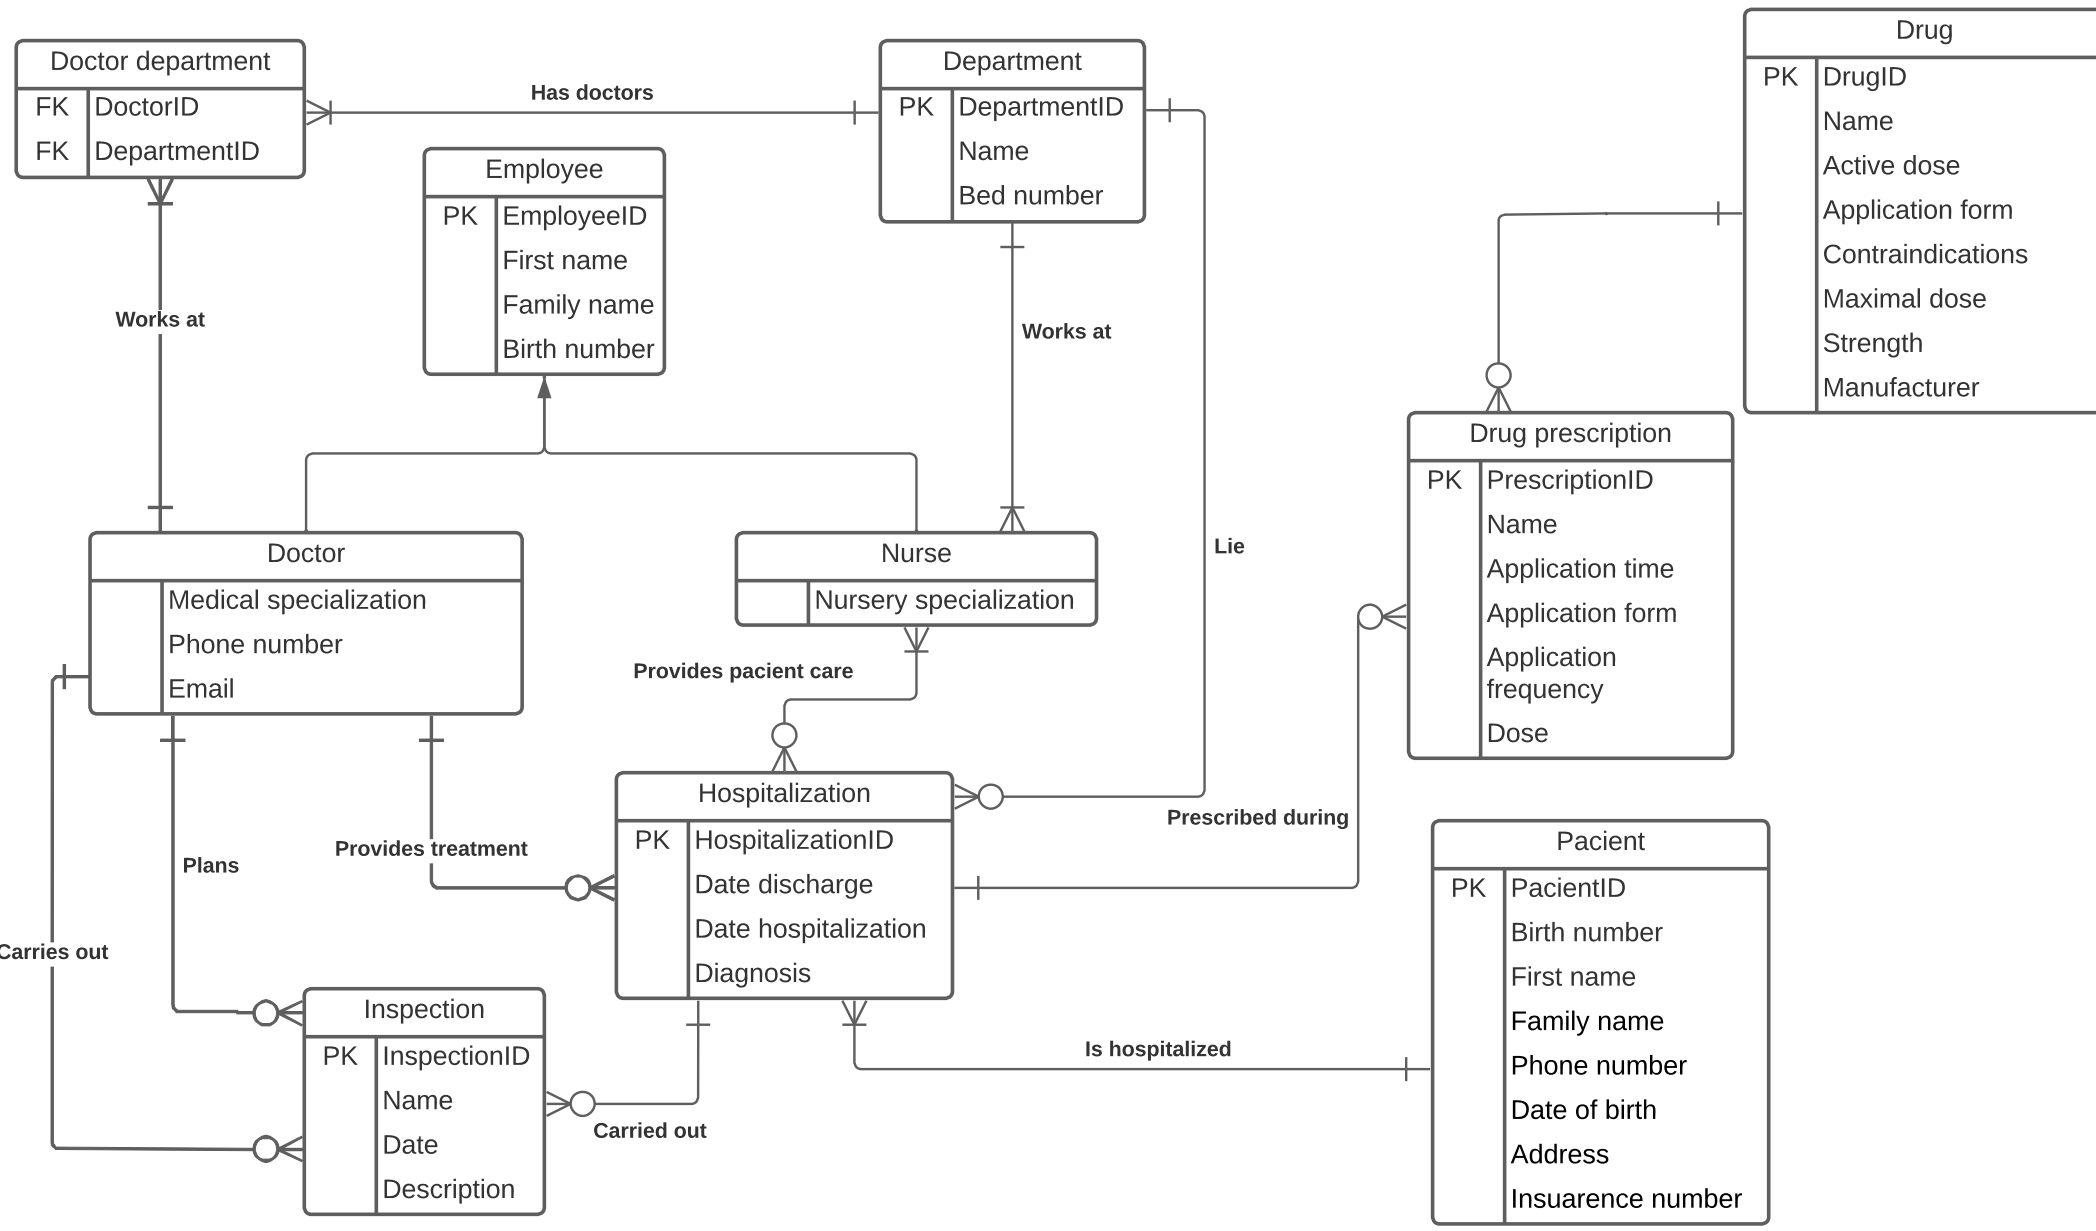 Doctor department
FK DoctorID
FK DepartmentID
Has doctors
Department
PK DepartmentID
Name
Bed number
Drug
PK DrugID
Name
Active dose
Application form
Contraindications
Maximal dose
Strength
Manufacturer
Employee
PK EmployeeID
First name
Family name
Birth number
Works at
Works at
Lie
Drug prescription
PK PrescriptionID
Name
Application time
Application form
Application
frequency
Dose
Doctor
Medical specialization
Phone number
Email
Nurse
Nursery specialization
Provides pacient care
Hospitalization
PK HospitalizationID
Date discharge
Date hospitalization
Diagnosis
Prescribed during
Provides treatment
Plans
Carries out
Pacient
PK PacientID
Birth number
First name
Family name
Phone number
Date of birth
Address
Insuarence number
Inspection
PK InspectionID
Name
Date
Description
Is hospitalized
Carried out